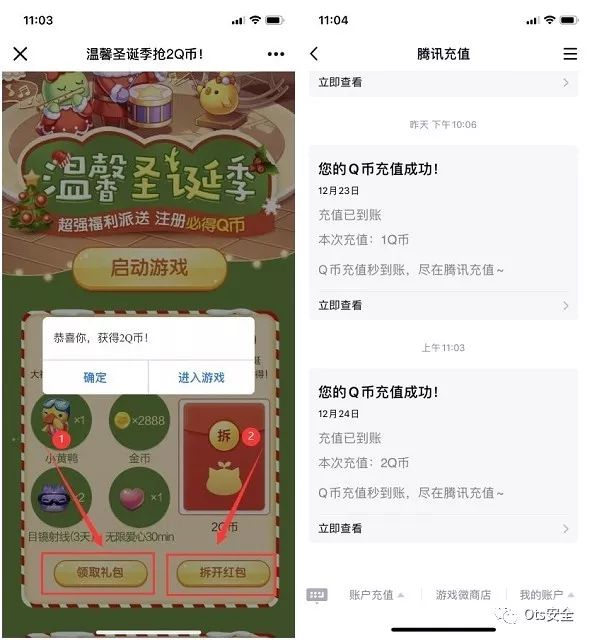 11:03
温馨圣诞季抢2Q币！
温馨圣诞季
超强福利派送 注册必得Q币
启动游戏
恭喜你，获得2Q币！
确定
进入游戏
×1
×2888
拆
1
2
小黄鸭
金币
×2
×1
2Q币
目镜射线(3天)
无限爱心30min
领取礼包
拆开红包
11:04
腾讯充值
立即查看
昨天 下午10:06
您的Q币充值成功！
12月23日
充值已到账
本次充值：1Q币
Q币充值秒到账，尽在腾讯充值～
立即查看
上午11:03
您的Q币充值成功！
12月24日
充值已到账
本次充值：2Q币
Q币充值秒到账，尽在腾讯充值～
立即查看
账户充值
游戏微商店
我的账户
Ots安全